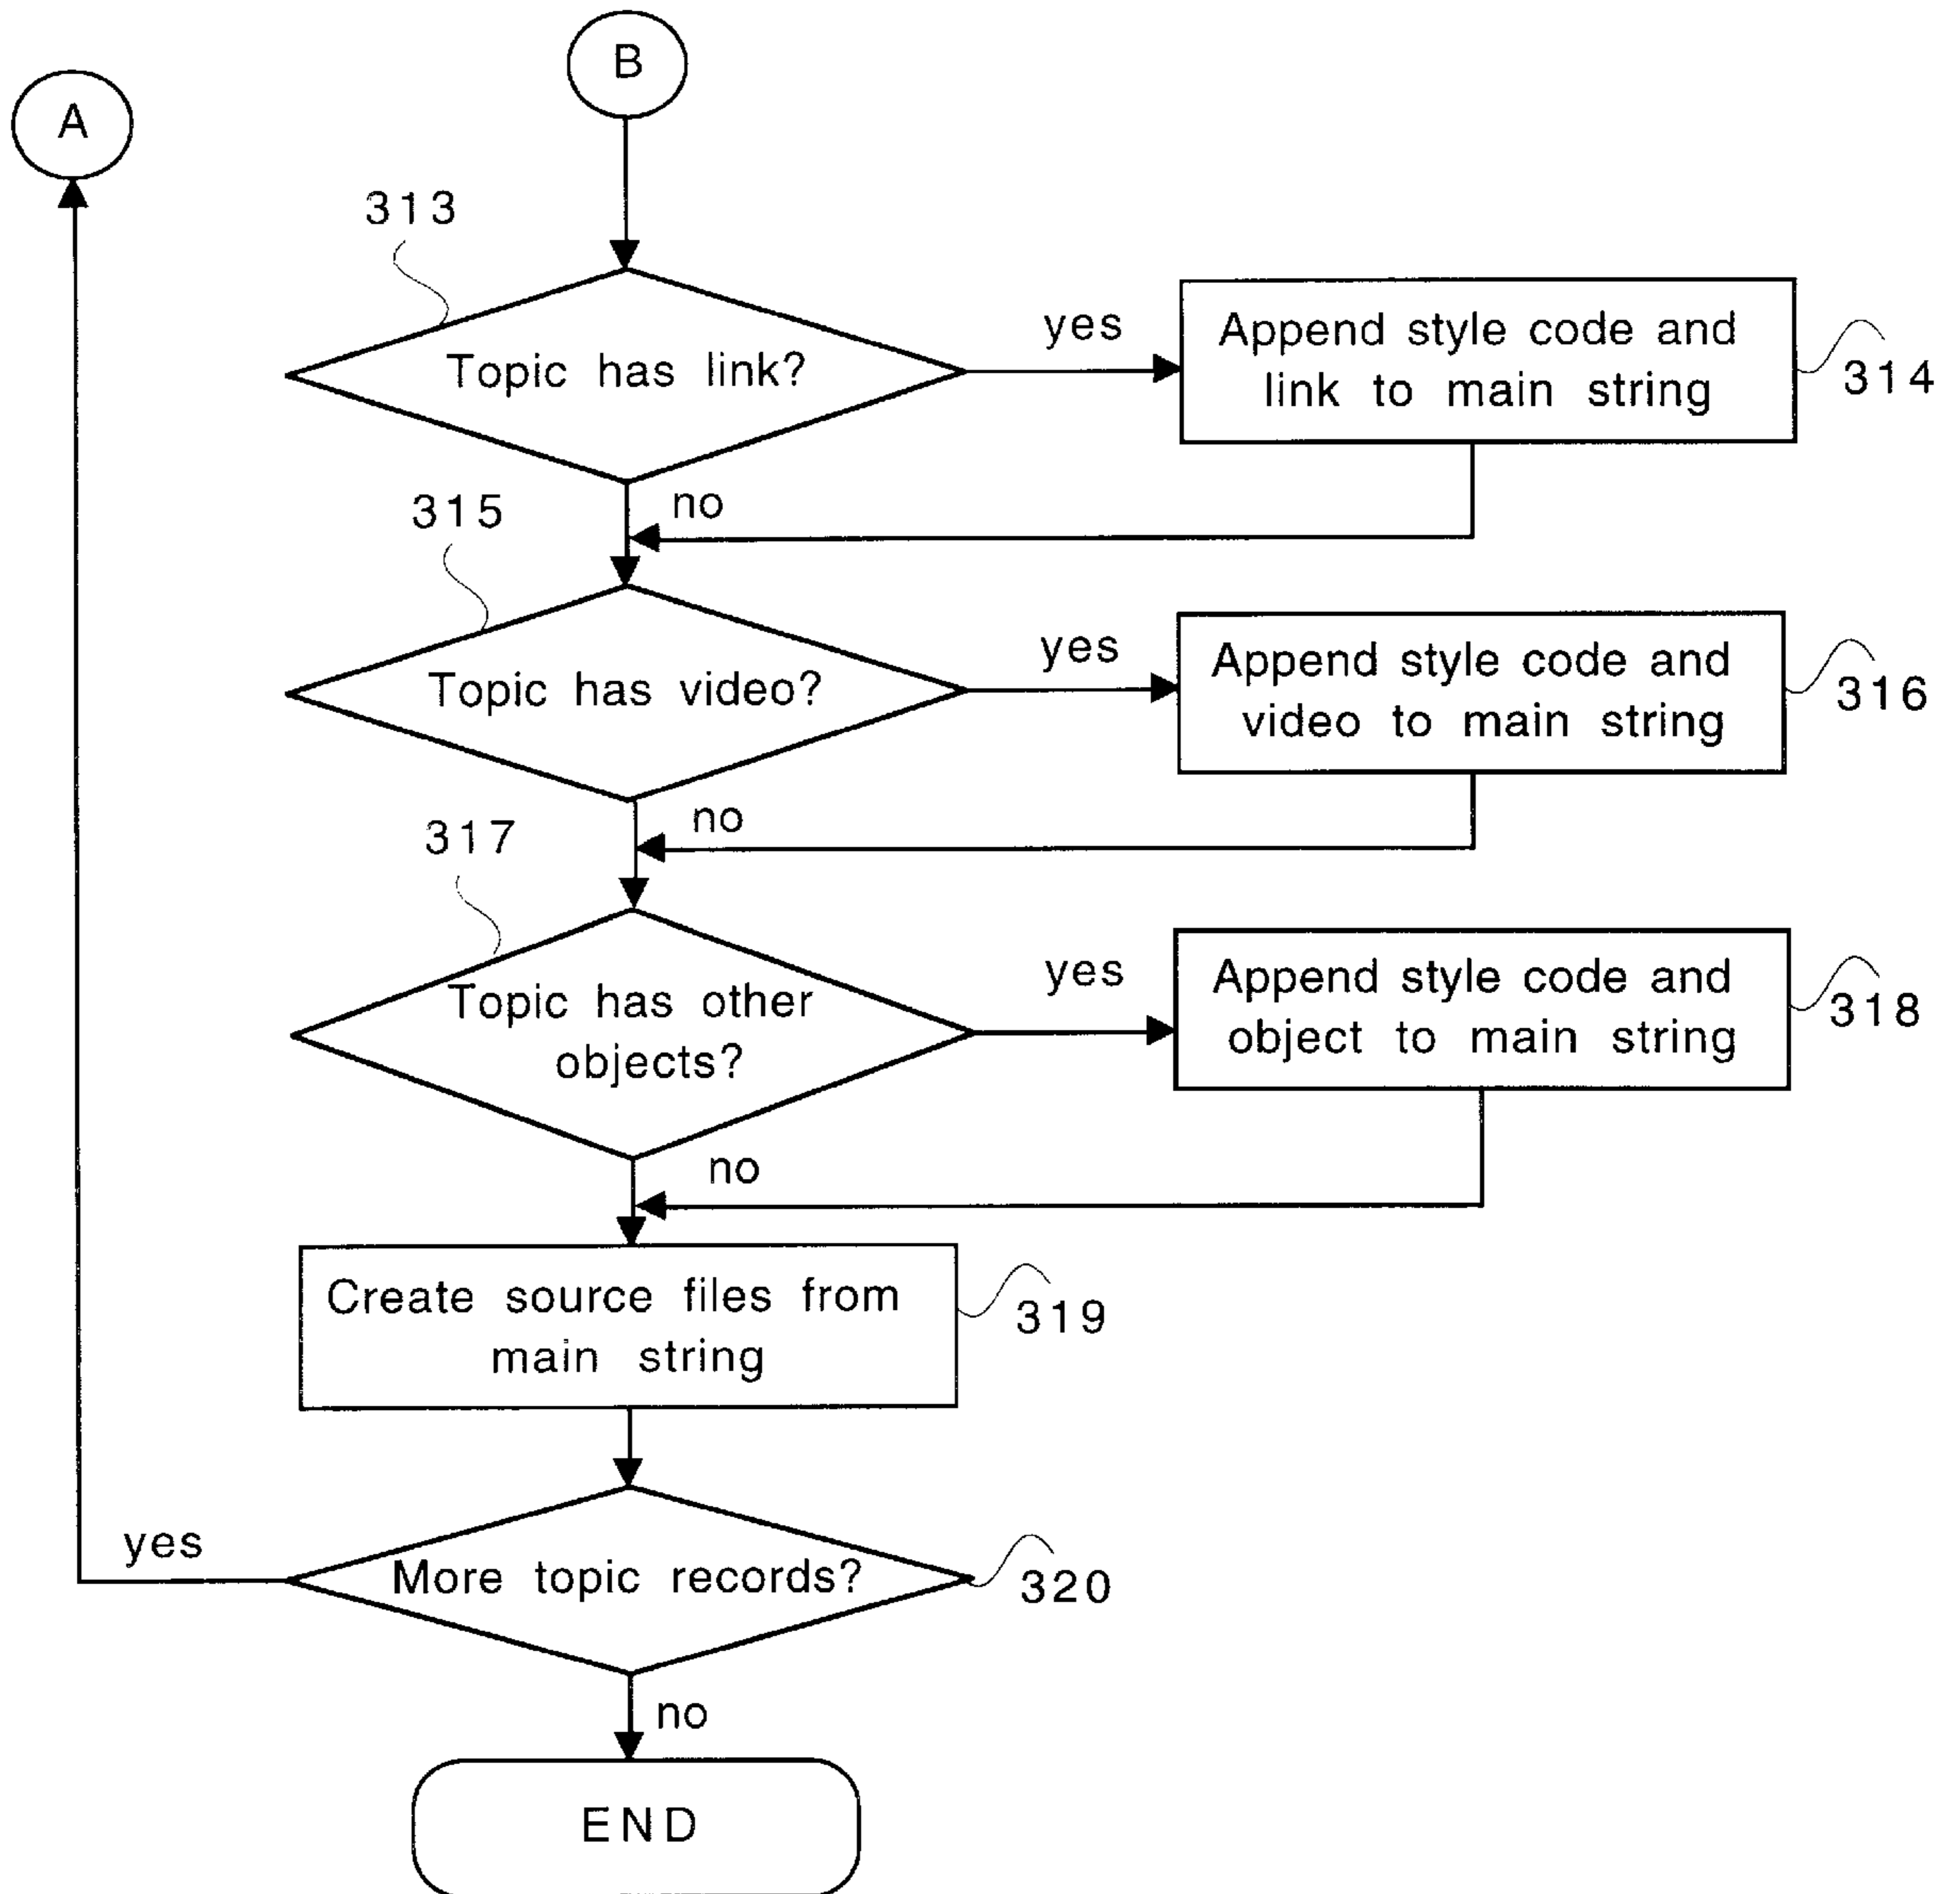 B
A
313
yes
Topic has link?
Append style code and
link to main string
314
no
315
yes
Topic has video?
Append style code and
video to main string
316
no
317
yes
Topic has other
objects?
Append style code and
object to main string
318
no
Create source files from
main string
319
yes
More topic records?
320
no
END